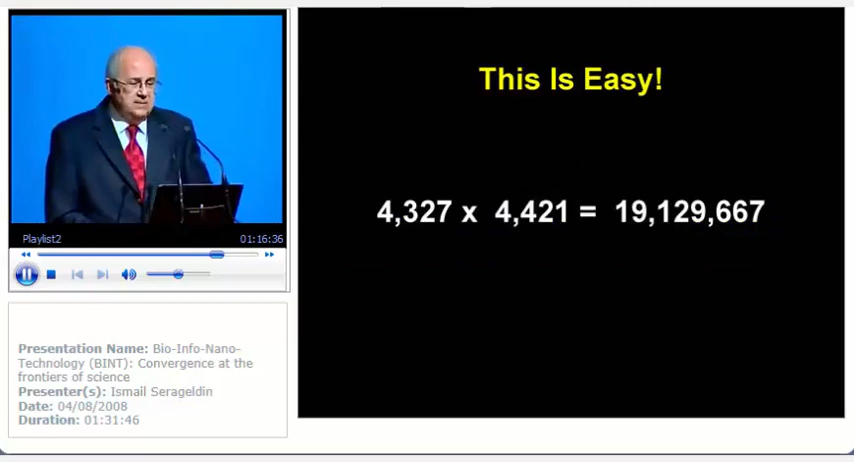 This Is Easy!
4,327 x 4,421 = 19,129,667
Playlist2 01:16:36
Presentation Name: Bio-Info-Nano-
Technology (BINT): Convergence at the
frontiers of science
Presenter(s): Ismail Serageldin
Date: 04/08/2008
Duration: 01:31:46